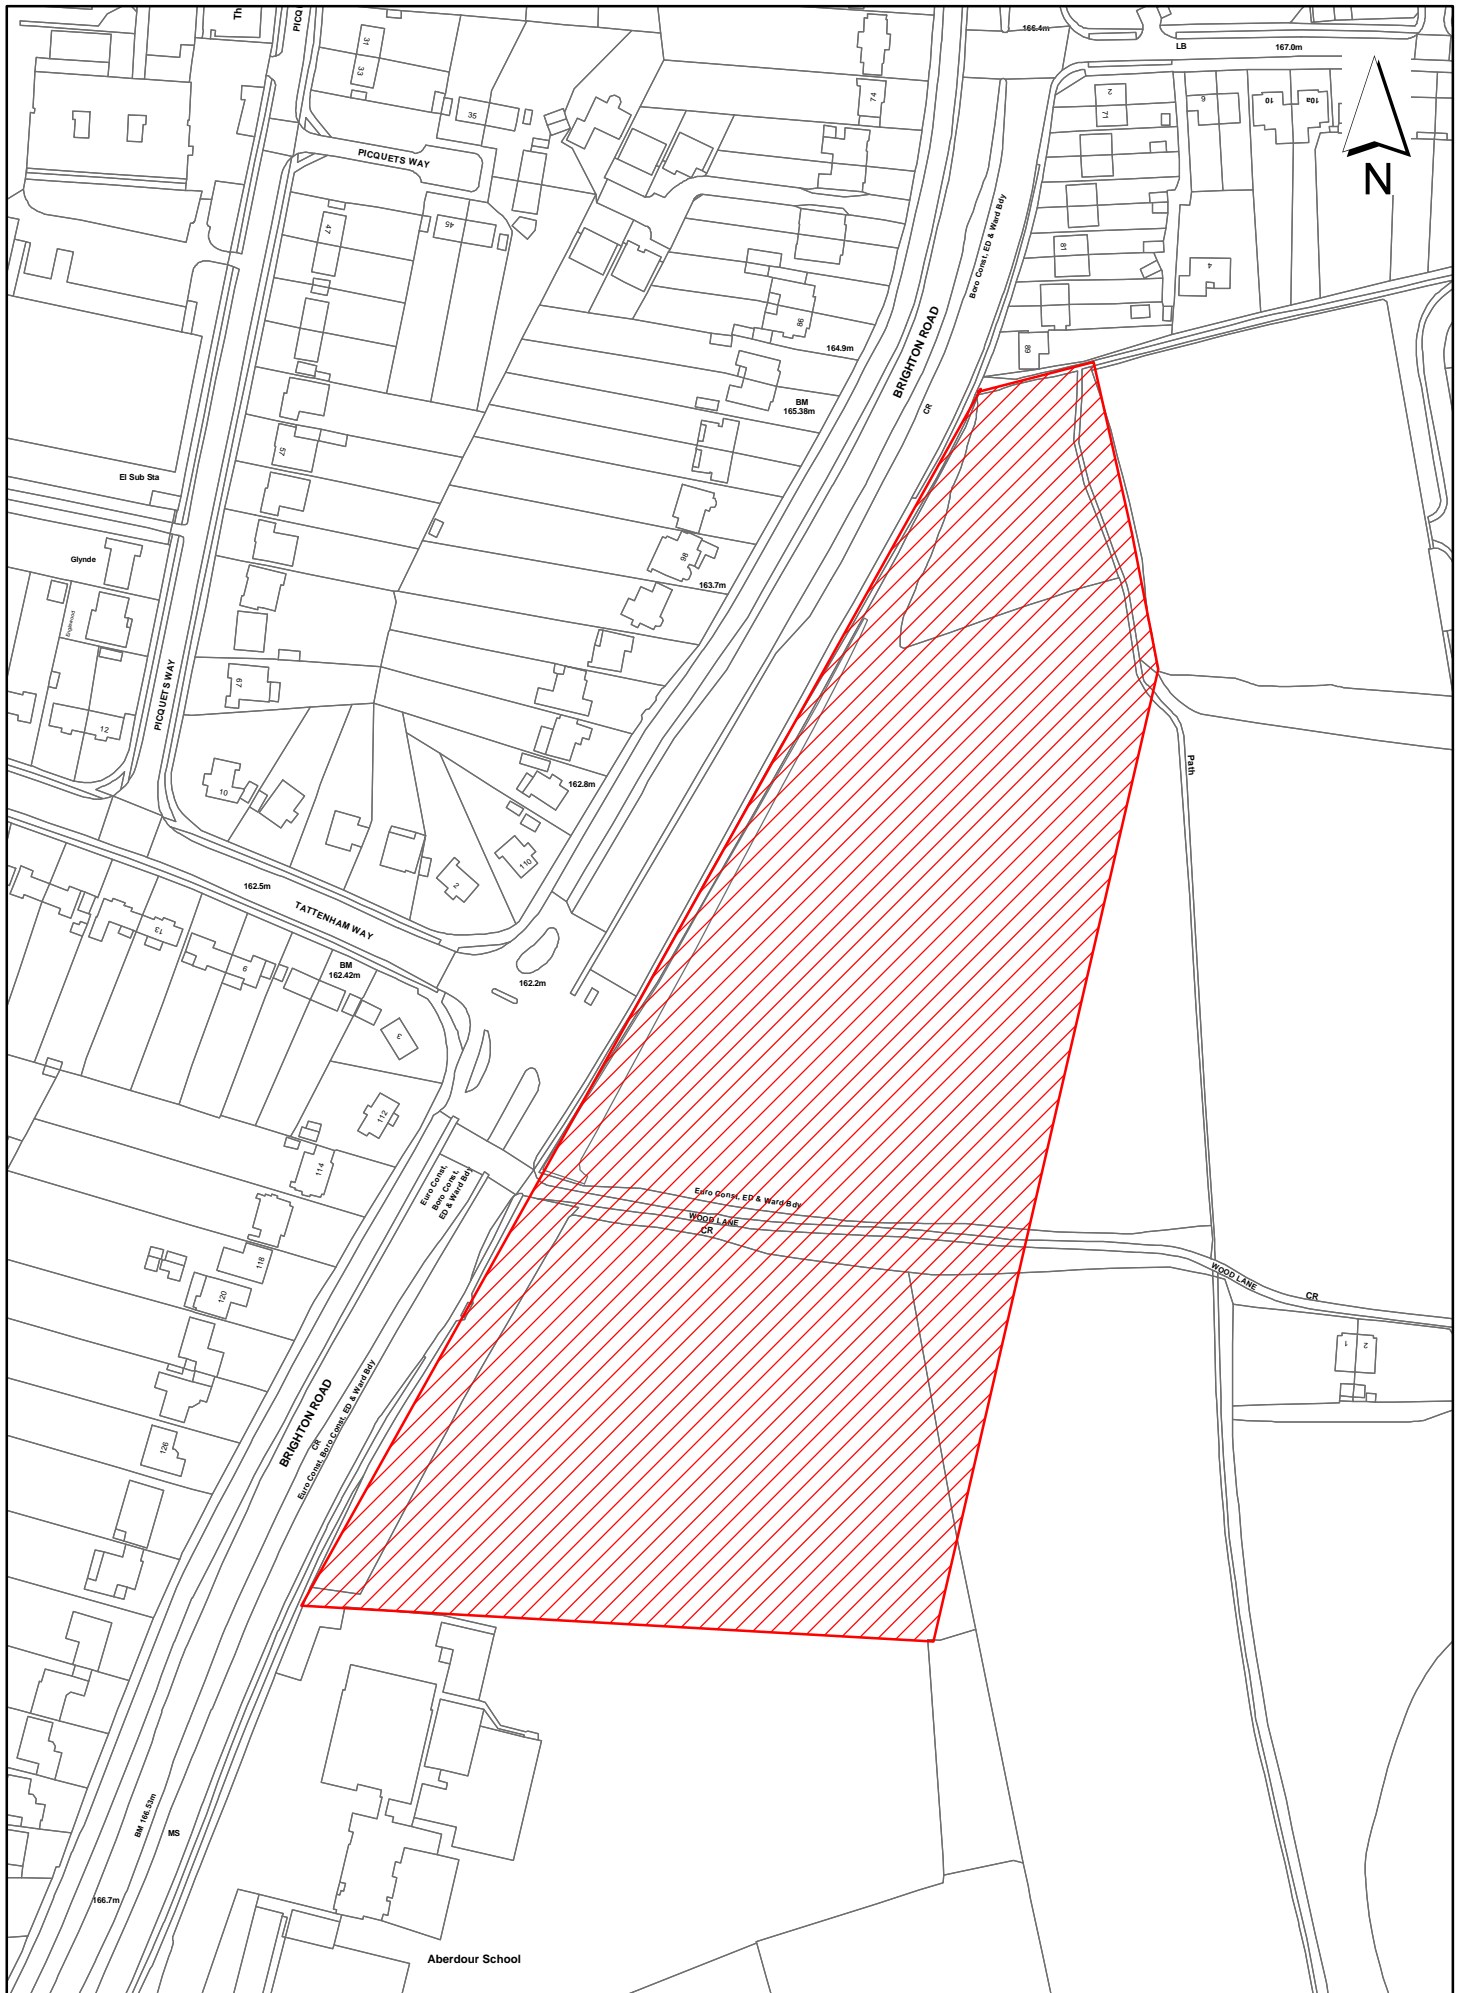 Th
PICQU
166.4m
LB
167.0m
31
33
35
74
2
71
6
10
10a
N
PICQUETS WAY
47
45
81
4
Boro Const, ED & Ward Bdy
98
89
164.9m
BRIGHTON ROAD
CR
BM
165.38m
57
El Sub Sta
Glynde
98
163.7m
67
PICQUETS WAY
12
10
162.8m
Path
110
2
162.5m
TATTENHAM WAY
13
9
BM
162.42m
162.2m
3
112
114
Euro Const,
Boro Const,
ED & Ward Bdy
Euro Const, ED & Ward Bdy
WOOD LANE
CR
118
120
WOOD LANE
CR
1
2
BRIGHTON ROAD
CR
Euro Const, Boro Const, ED & Ward Bdy
126
BM 166.53m
MS
166.7m
Aberdour School